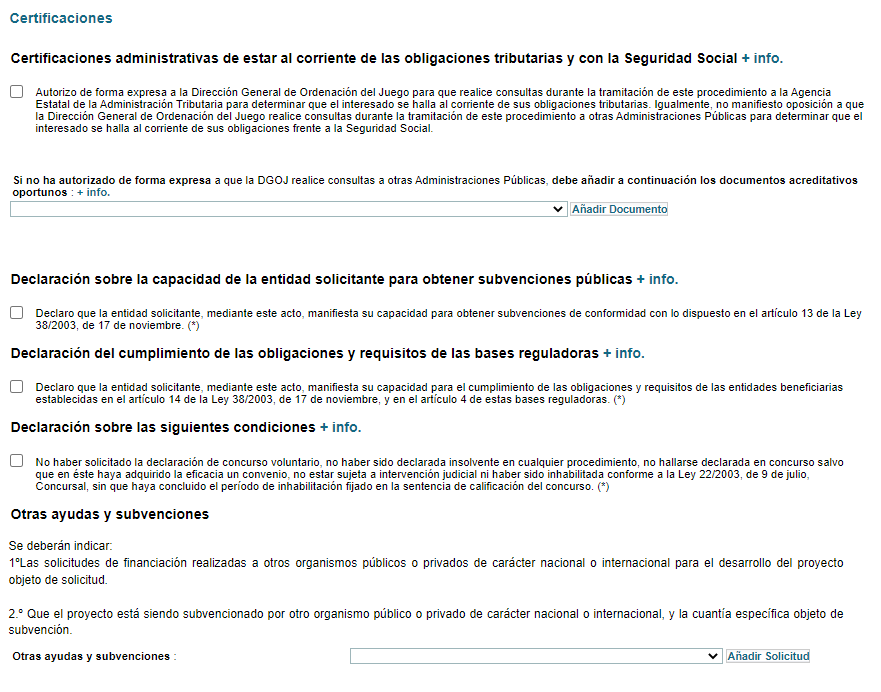 Certificaciones
Certificaciones administrativas de estar al corriente de las obligaciones tributarias y con la Seguridad Social + info.
Autorizo de forma expresa a la Dirección General de Ordenación del Juego para que realice consultas durante la tramitación de este procedimiento a la Agencia
Estatal de la Administración Tributaria para determinar que el interesado se halla al corriente de sus obligaciones tributarias. Igualmente, no manifiesto oposición a que
la Dirección General de Ordenación del Juego realice consultas durante la tramitación de este procedimiento a otras Administraciones Públicas para determinar que el
interesado se halla al corriente de sus obligaciones frente a la Seguridad Social.
Si no ha autorizado de forma expresa a que la DGOJ realice consultas a otras Administraciones Públicas, debe añadir a continuación los documentos acreditativos
oportunos : + info.
Añadir Documento
Declaración sobre la capacidad de la entidad solicitante para obtener subvenciones públicas + info.
Declaro que la entidad solicitante, mediante este acto, manifiesta su capacidad para obtener subvenciones de conformidad con lo dispuesto en el artículo 13 de la Ley
38/2003, de 17 de noviembre. (*)
Declaración del cumplimiento de las obligaciones y requisitos de las bases reguladoras + info.
Declaro que la entidad solicitante, mediante este acto, manifiesta su capacidad para el cumplimiento de las obligaciones y requisitos de las entidades beneficiarias
establecidas en el artículo 14 de la Ley 38/2003, de 17 de noviembre, y en el artículo 4 de estas bases reguladoras. (*)
Declaración sobre las siguientes condiciones + info.
No haber solicitado la declaración de concurso voluntario, no haber sido declarada insolvente en cualquier procedimiento, no hallarse declarada en concurso salvo
que en éste haya adquirido la eficacia un convenio, no estar sujeta a intervención judicial ni haber sido inhabilitada conforme a la Ley 22/2003, de 9 de julio,
Concursal, sin que haya concluido el período de inhabilitación fijado en la sentencia de calificación del concurso. (*)
Otras ayudas y subvenciones
Se deberán indicar:
1ºLas solicitudes de financiación realizadas a otros organismos públicos o privados de carácter nacional o internacional para el desarrollo del proyecto
objeto de solicitud.
2.º Que el proyecto está siendo subvencionado por otro organismo público o privado de carácter nacional o internacional, y la cuantía específica objeto de
subvención.
Otras ayudas y subvenciones : Añadir Solicitud